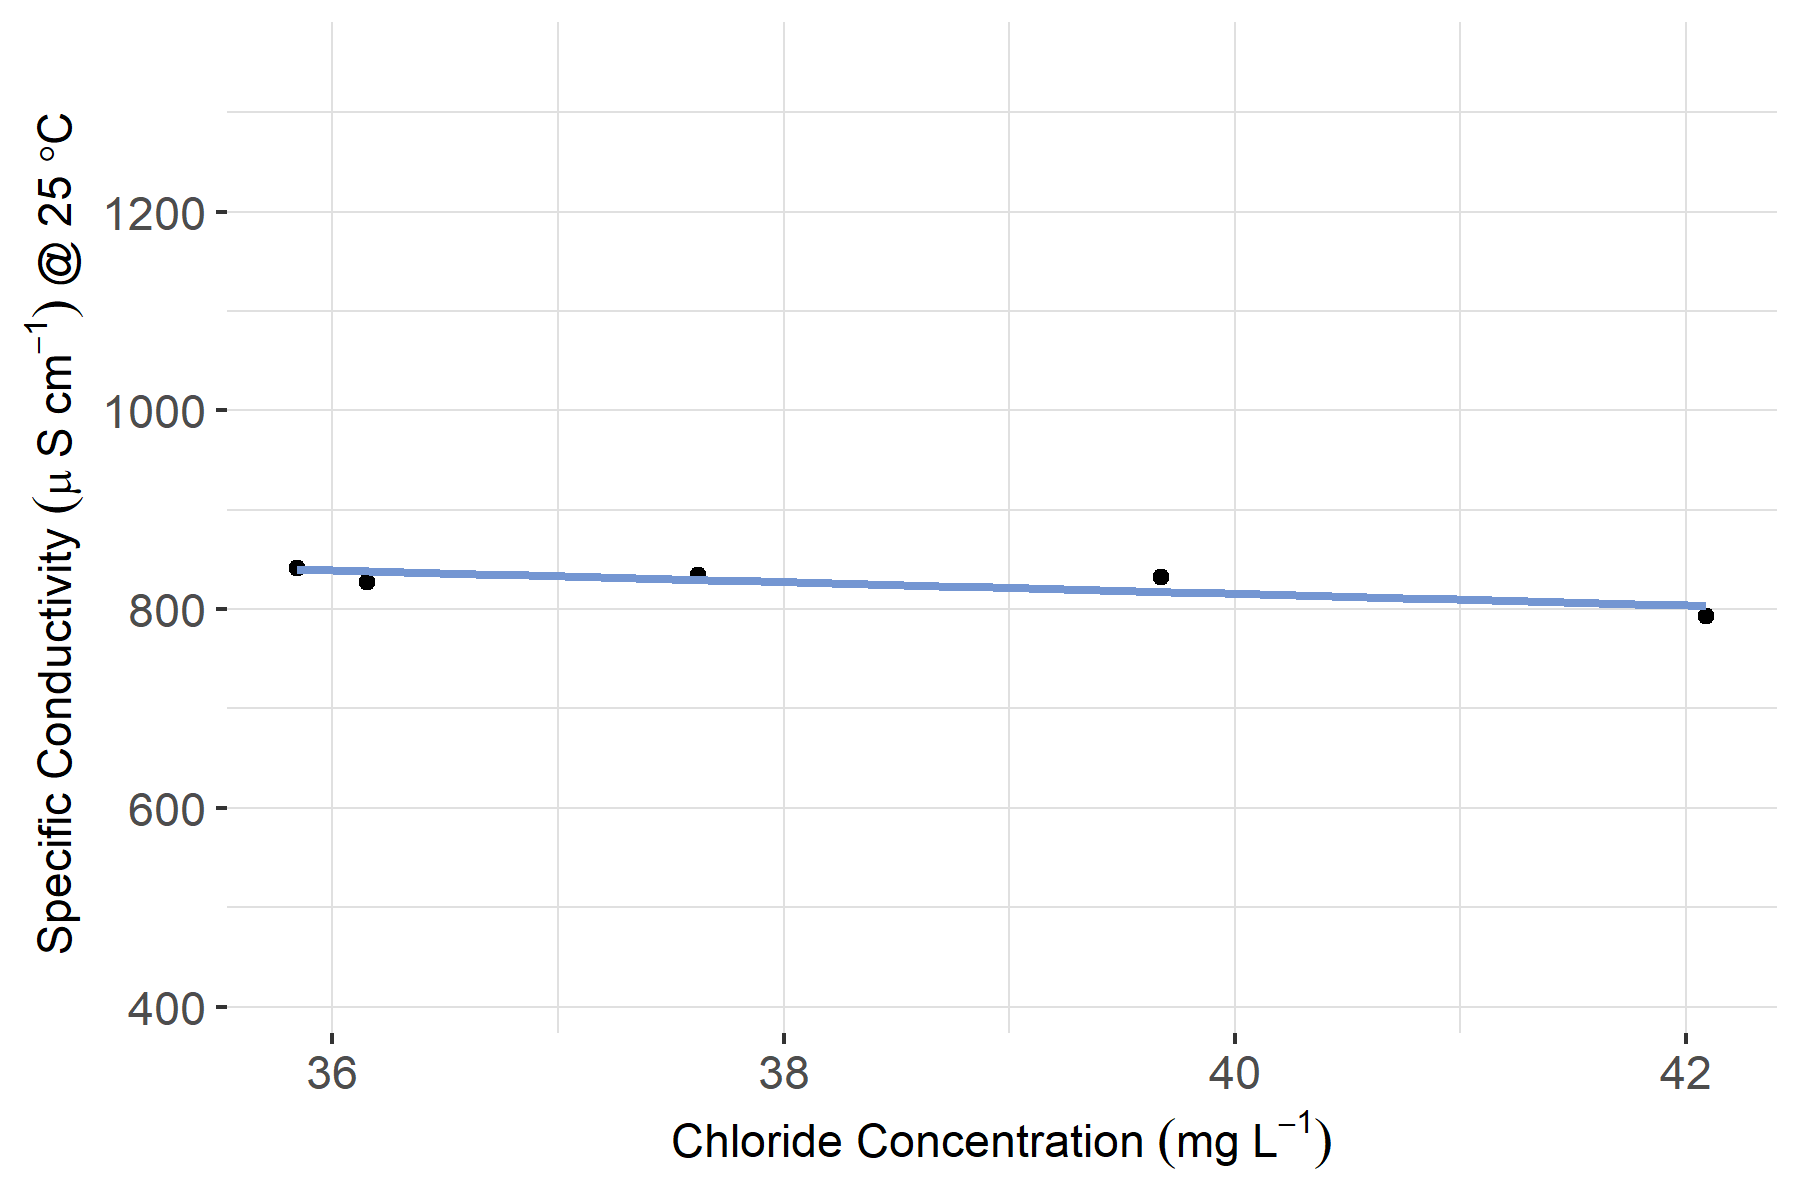 Specific Conductivity (μ S cm⁻¹) @ 25 °C
1200
1000
800
600
400
36 38 40 42
Chloride Concentration (mg L⁻¹)